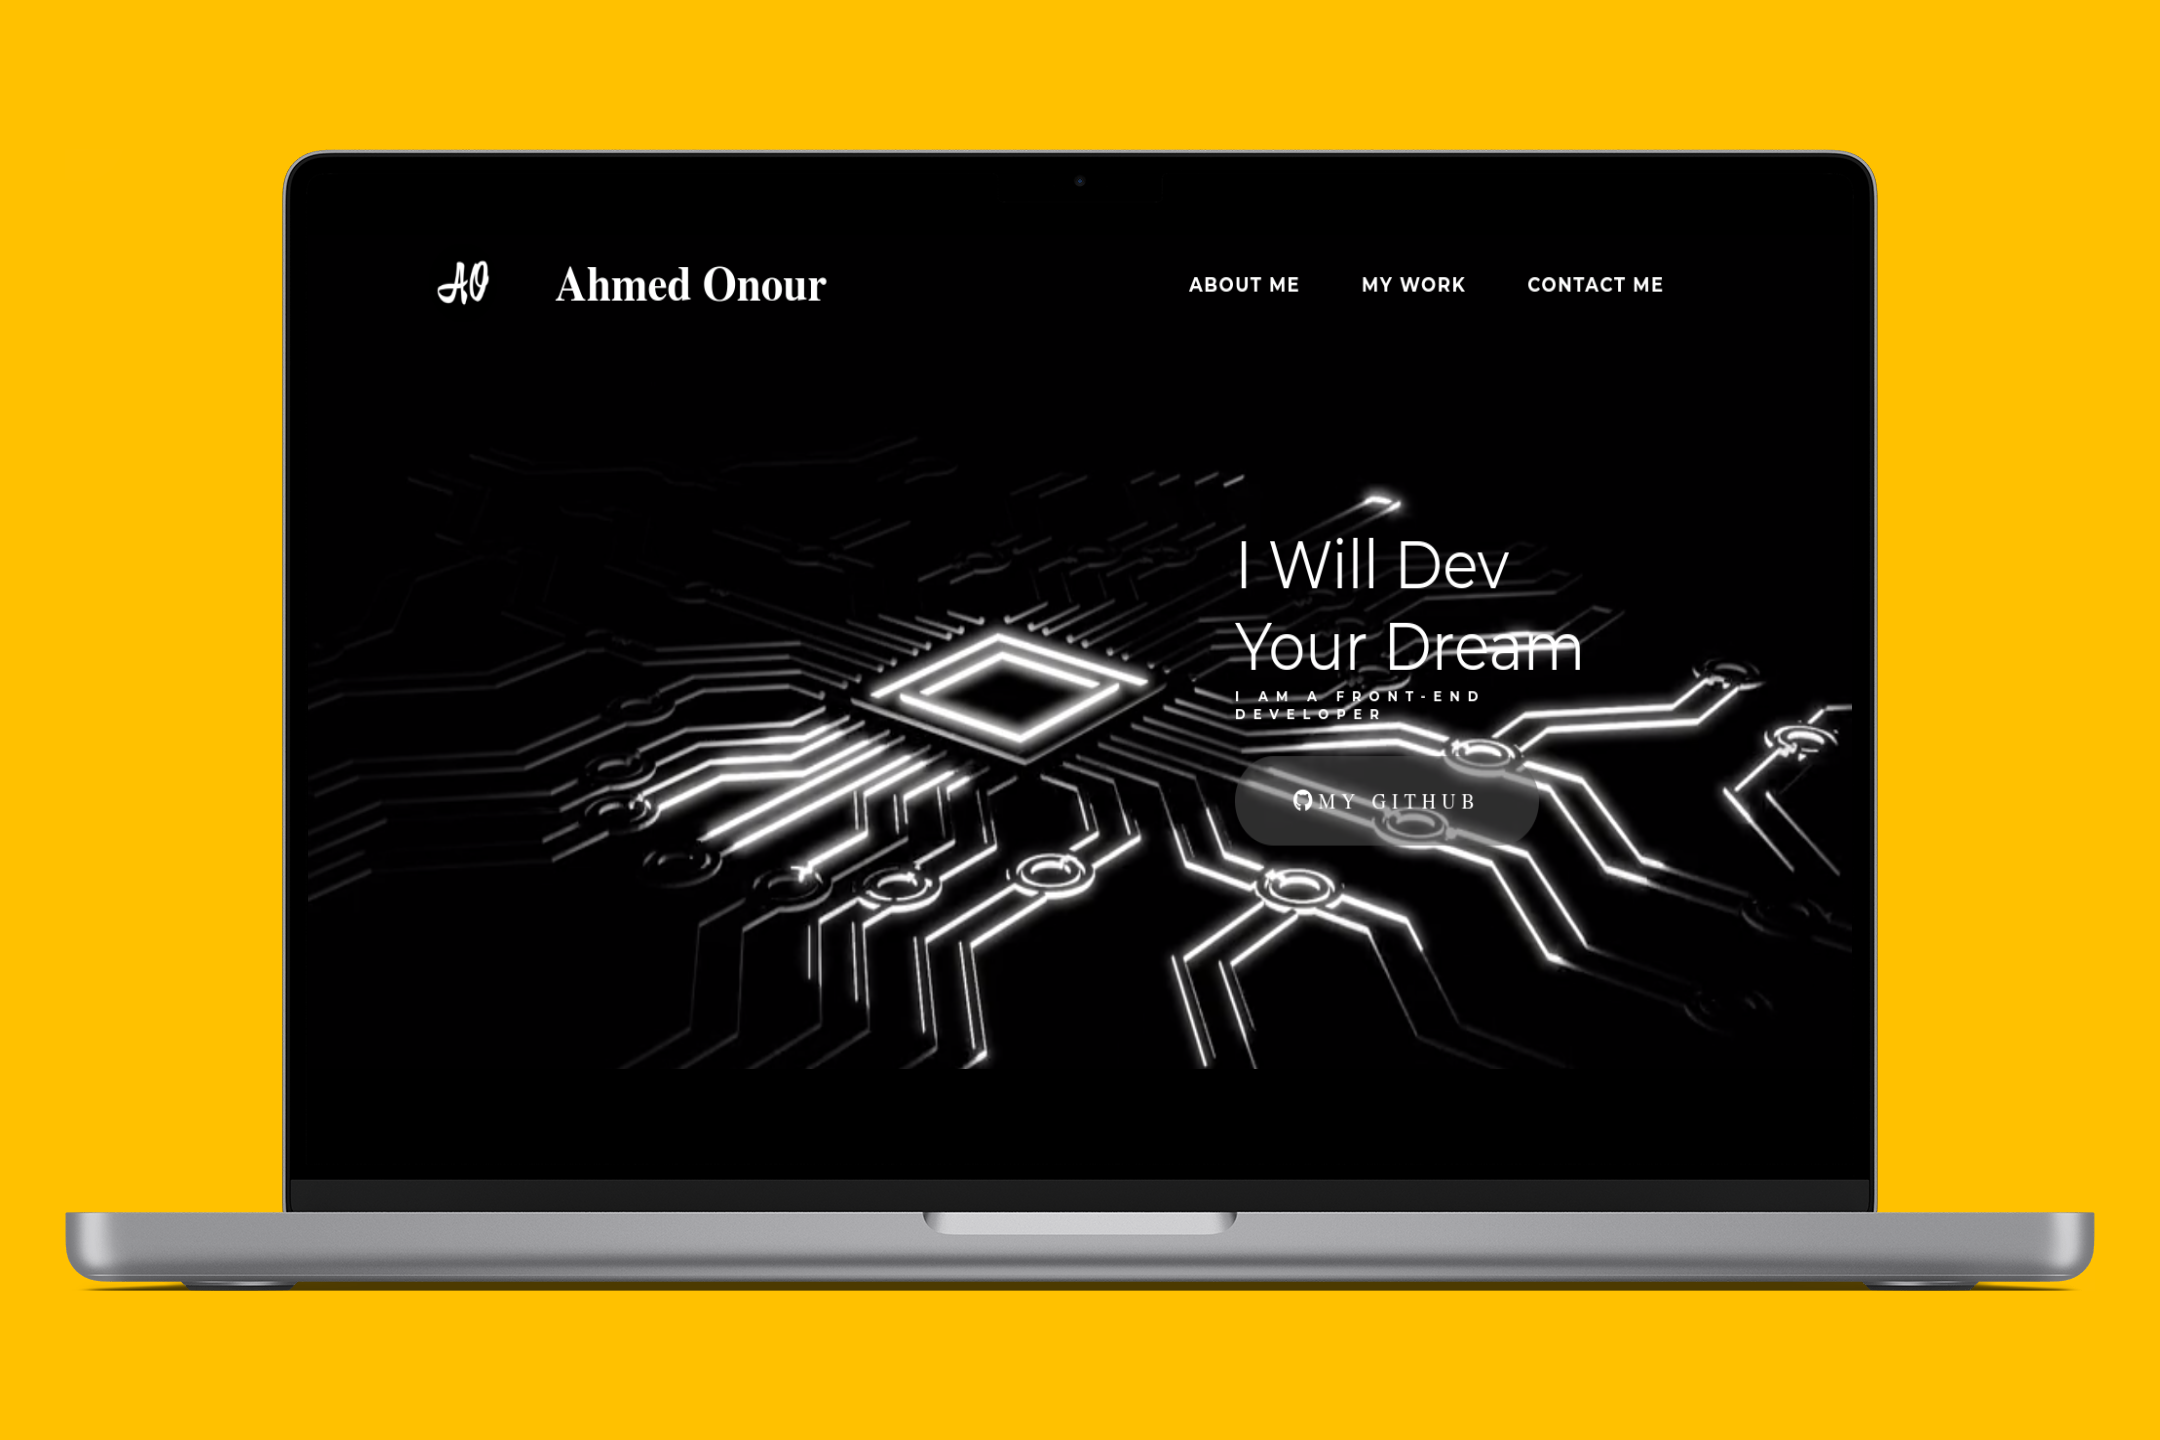 AO
Ahmed Onour
ABOUT ME
MY WORK
CONTACT ME
I Will Dev
Your Dream
I AM A FRONT-END
DEVELOPER
MY GITHUB